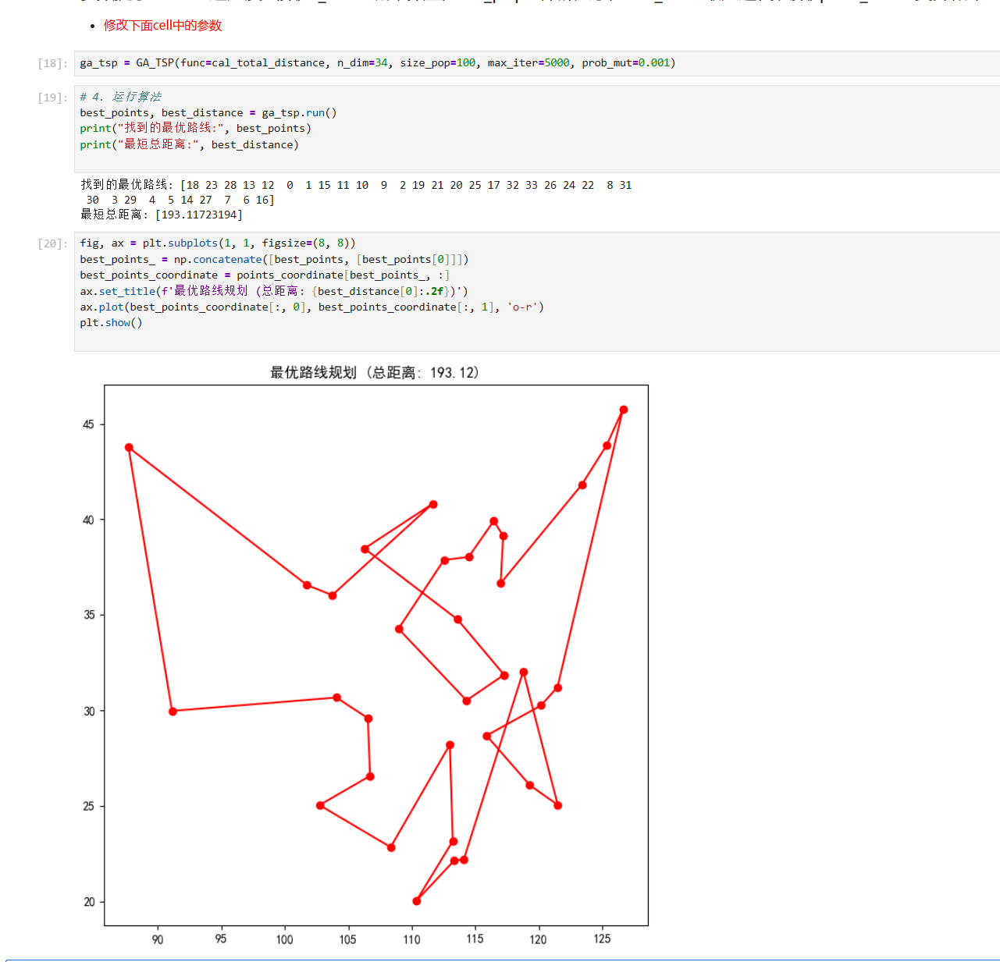 修改下面cell中的参数
[18]: ga_tsp = GA_TSP(func=cal_total_distance, n_dim=34, size_pop=100, max_iter=5000, prob_mut=0.001)
[19]: # 4. 运行算法
best_points, best_distance = ga_tsp.run()
print("找到的最优路线:", best_points)
print("最短总距离:", best_distance)
找到的最优路线: [18 23 28 13 12  0  1 15 11 10  9  2 19 21 20 25 17 32 33 26 24 22  8 31
30  3 29  4  5 14 27  7  6 16]
最短总距离: [193.11723194]
[20]: fig, ax = plt.subplots(1, 1, figsize=(8, 8))
best_points_ = np.concatenate([best_points, [best_points[0]]])
best_points_coordinate = points_coordinate[best_points_, :]
ax.set_title(f'最优路线规划 (总距离: {best_distance[0]:.2f})')
ax.plot(best_points_coordinate[:, 0], best_points_coordinate[:, 1], 'o-r')
plt.show()
最优路线规划 (总距离: 193.12)
45
40
35
30
25
20
90 95 100 105 110 115 120 125